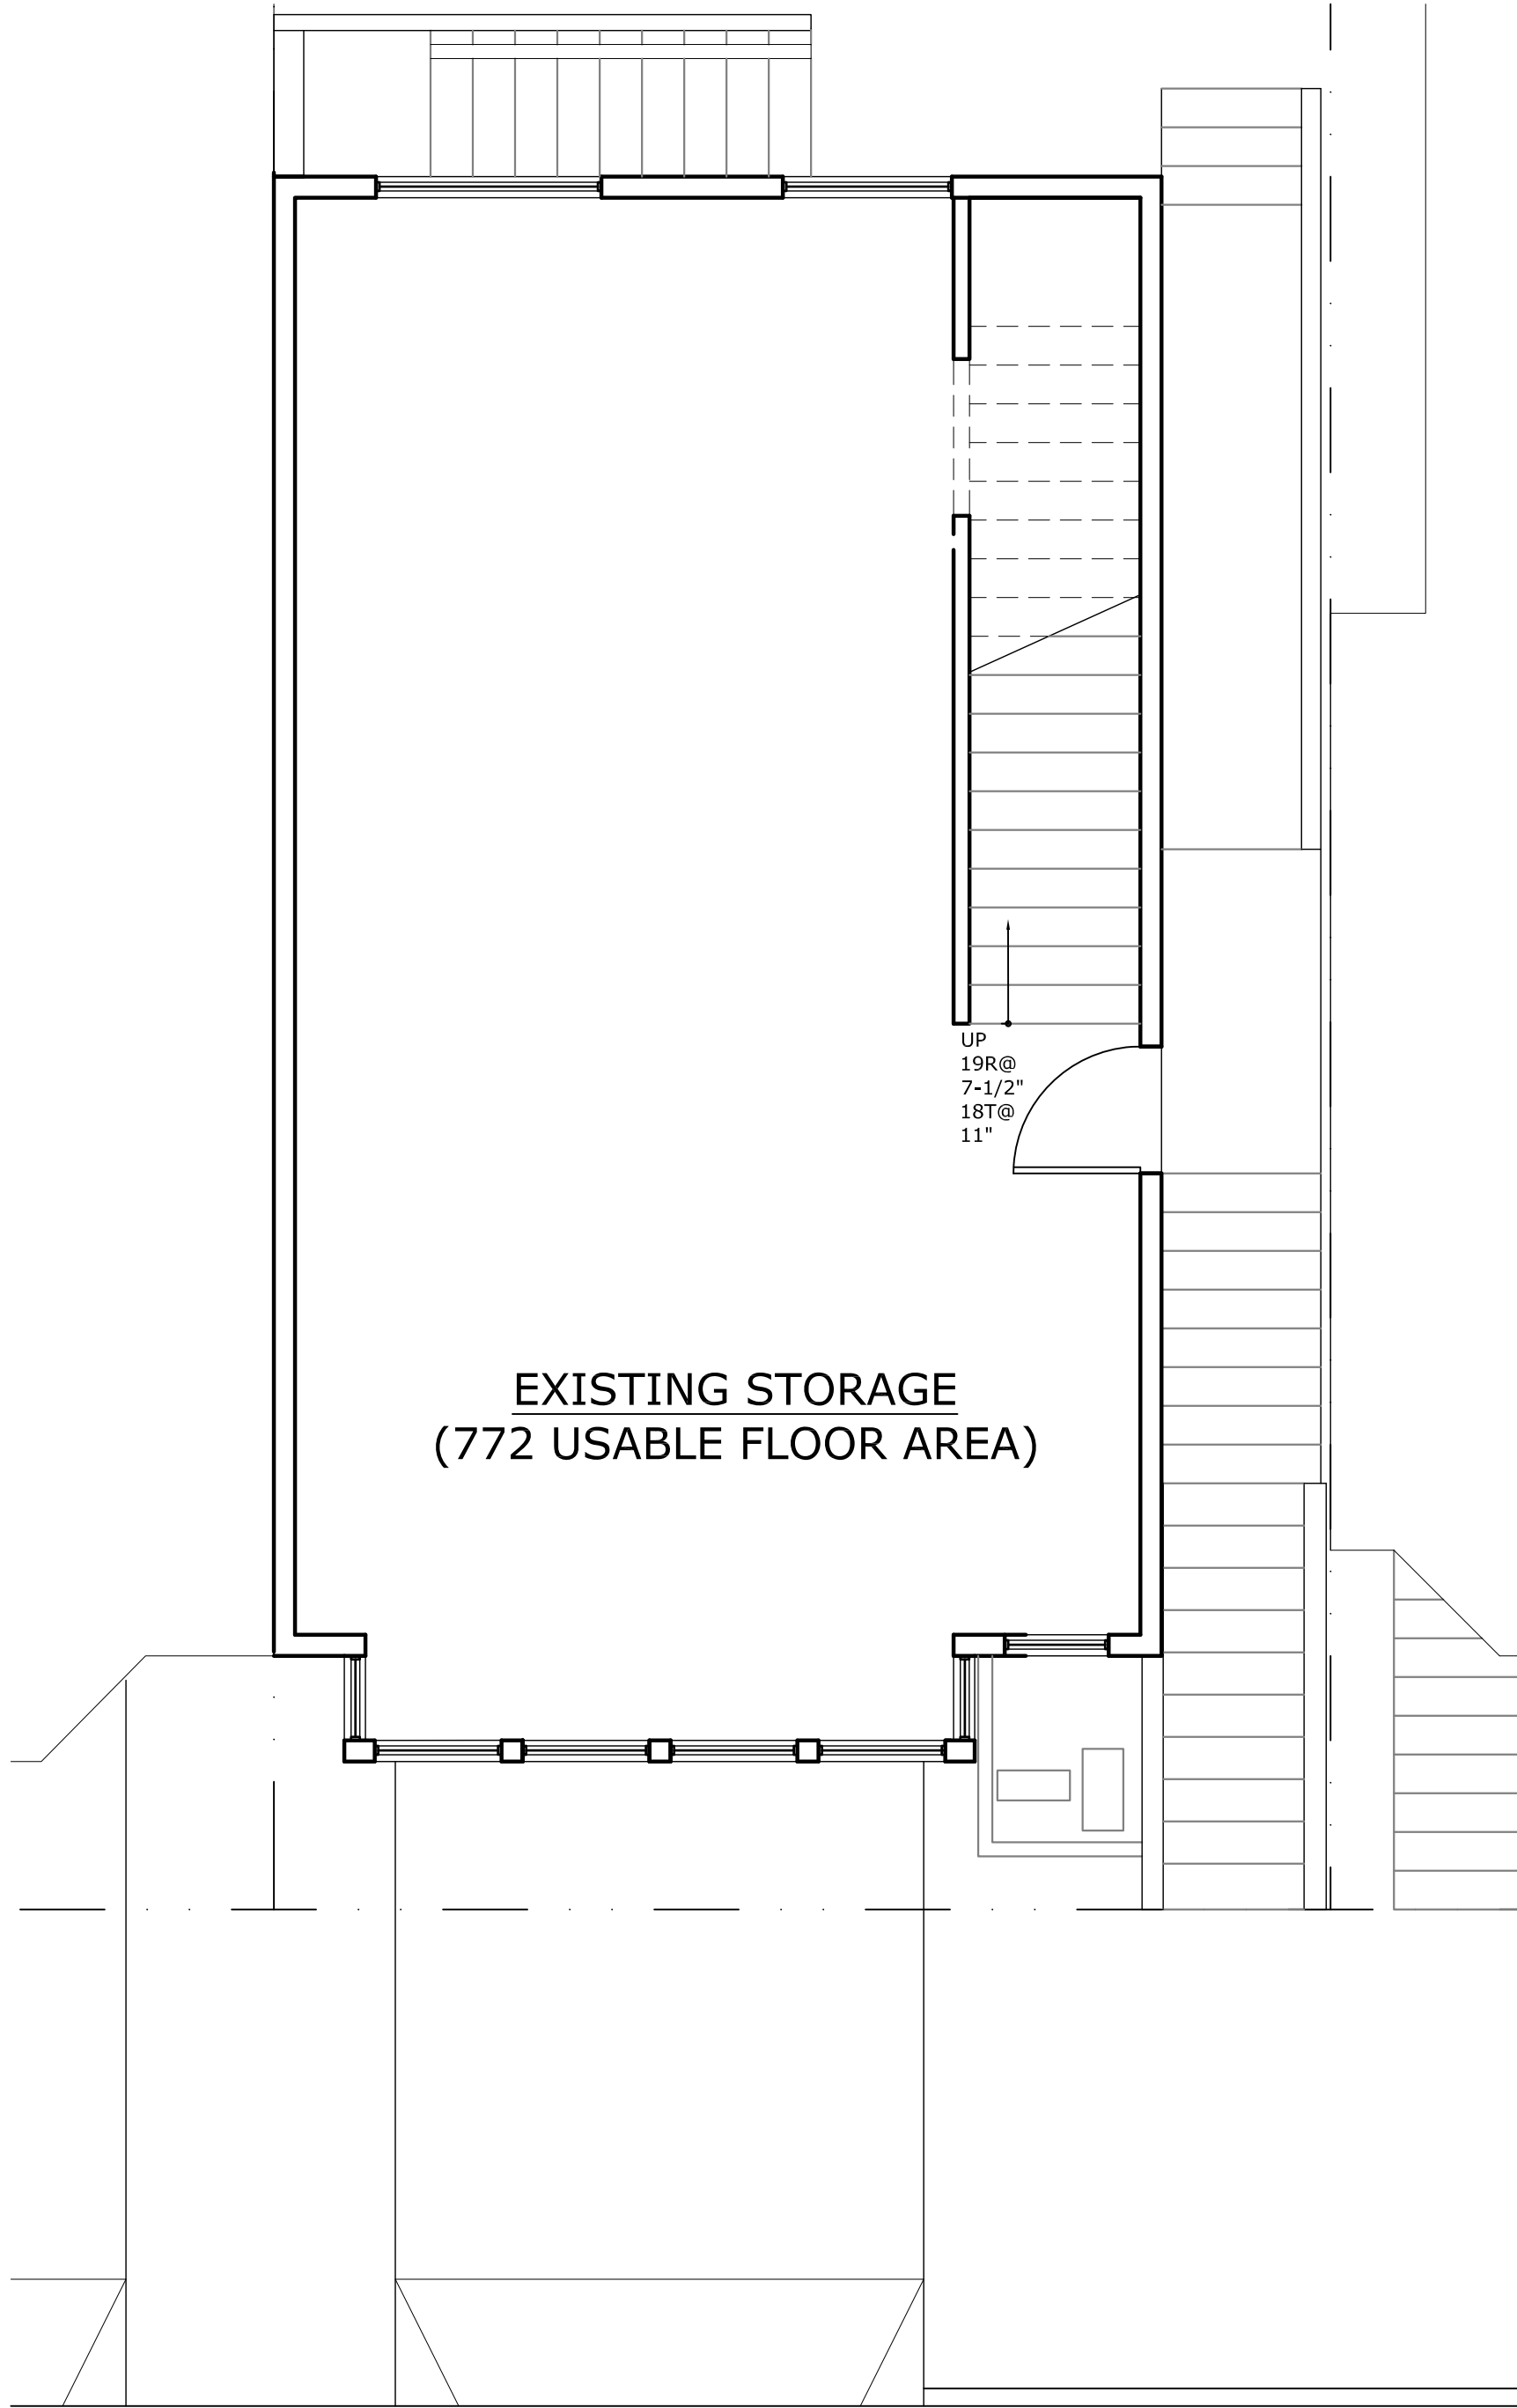 UP
19R@
7-1/2"
18T@
11"
EXISTING STORAGE
(772 USABLE FLOOR AREA)